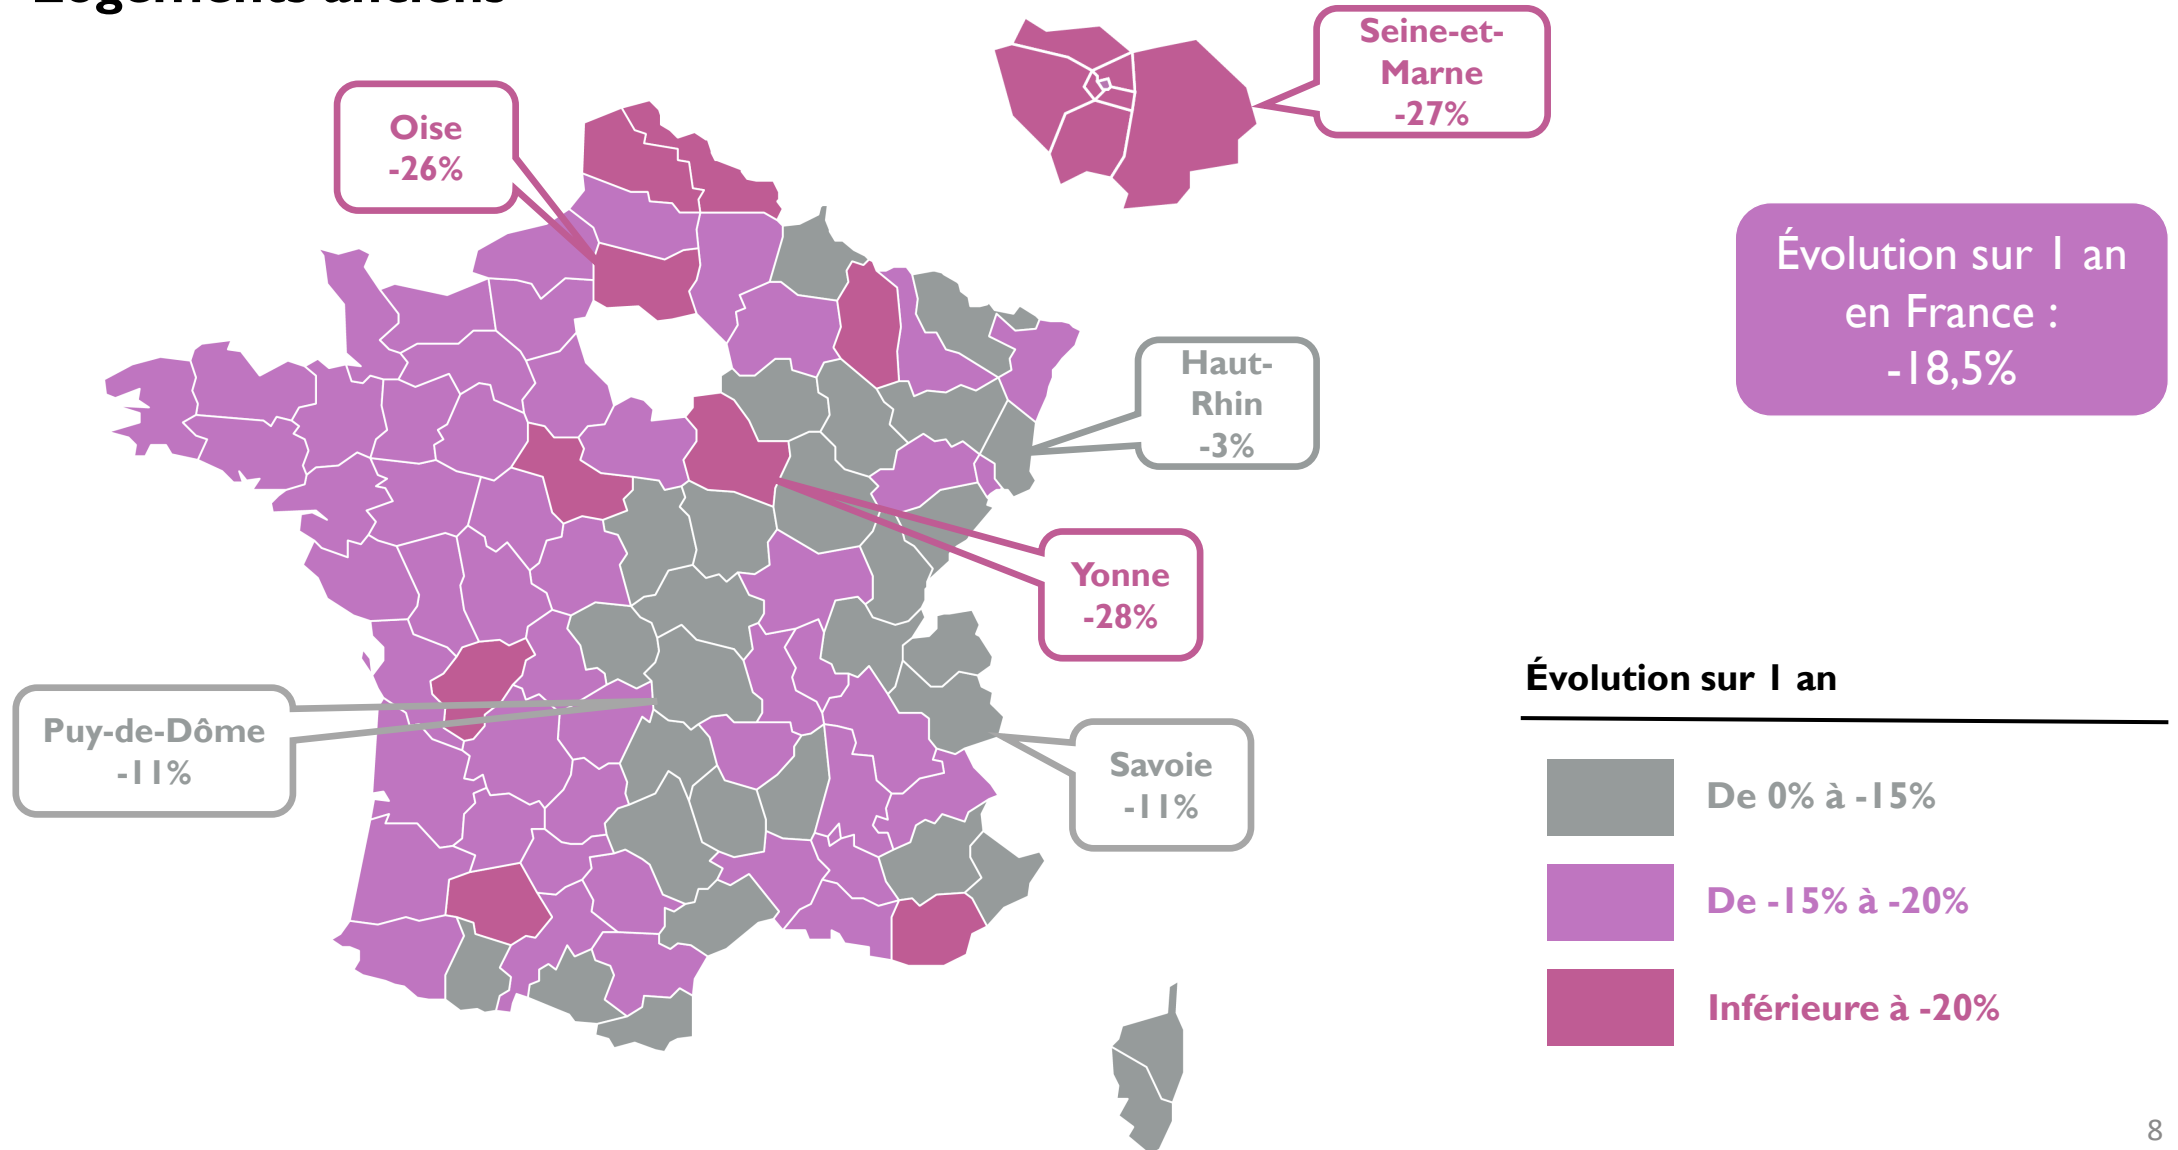 Logements anciens
Seine-et-
Marne
-27%
Oise
-26%
Évolution sur 1 an
en France :
-18,5%
Haut-
Rhin
-3%
Yonne
-28%
Puy-de-Dôme
-11%
Savoie
-11%
Évolution sur 1 an
De 0% à -15%
De -15% à -20%
Inférieure à -20%
8